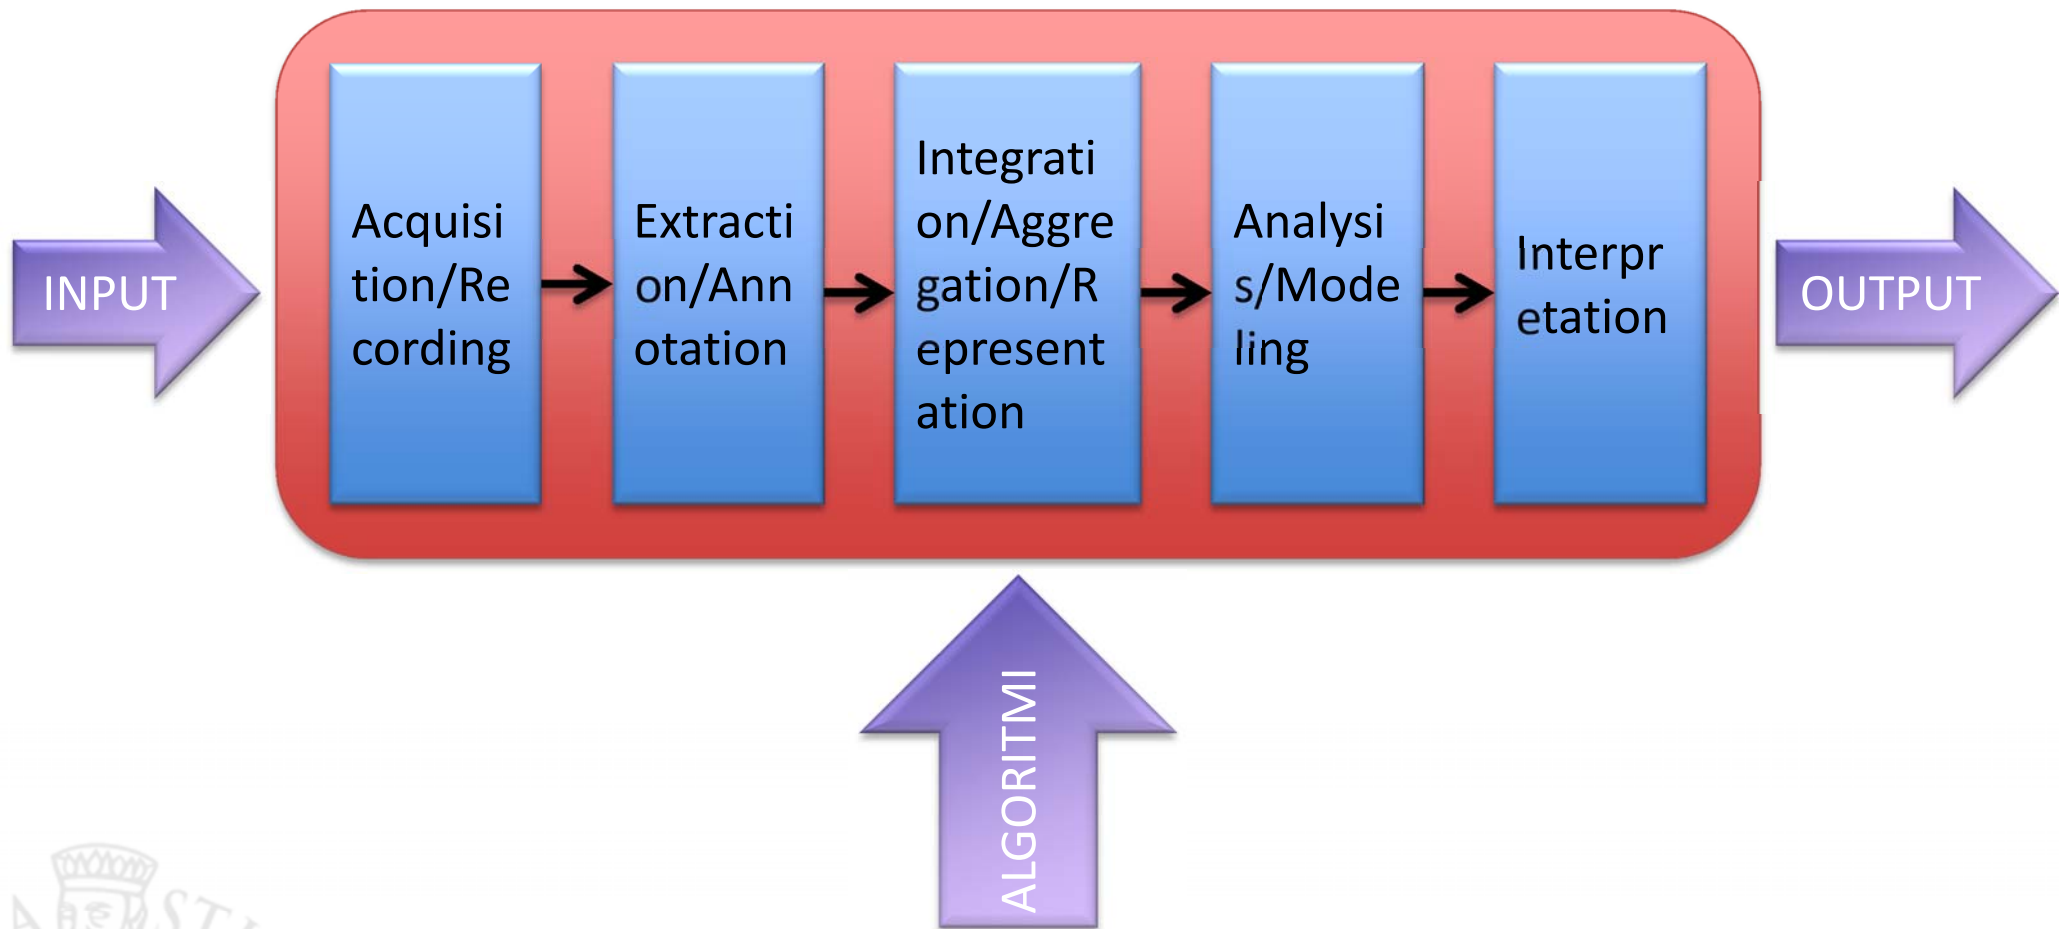 INPUT
Acquisi
tion/Re
cording
Extracti
on/Ann
otation
Integrati
on/Aggre
gation/R
epresent
ation
Analysi
s/Mode
ling
Interpr
etation
OUTPUT
ALGORITMI